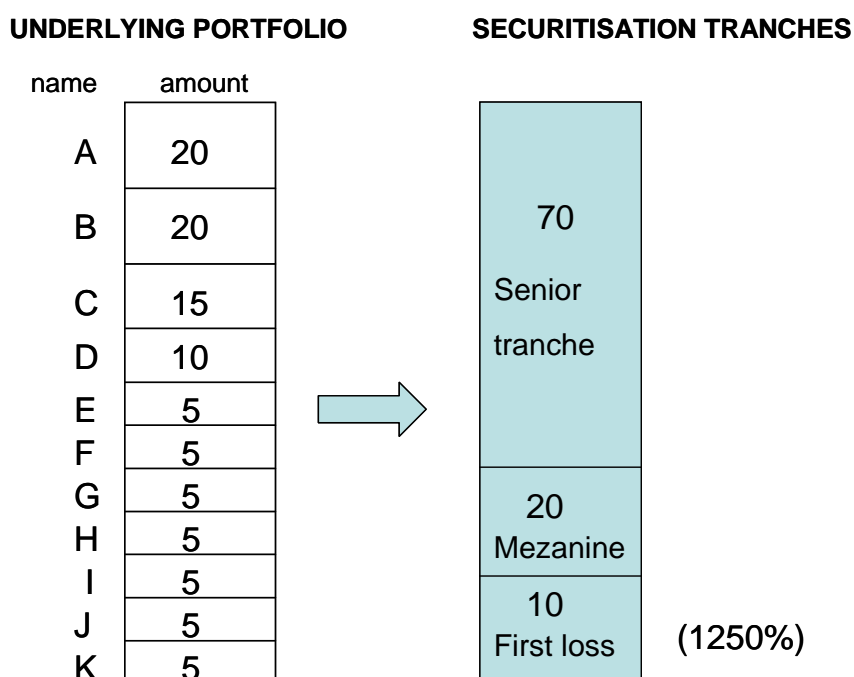 UNDERLYING PORTFOLIO
SECURITISATION TRANCHES
name amount
A 20
B 20
C 15
D 10
E 5
F 5
G 5
H 5
I 5
J 5
K 5
70
Senior
tranche
20
Mezanine
10
First loss
(1250%)